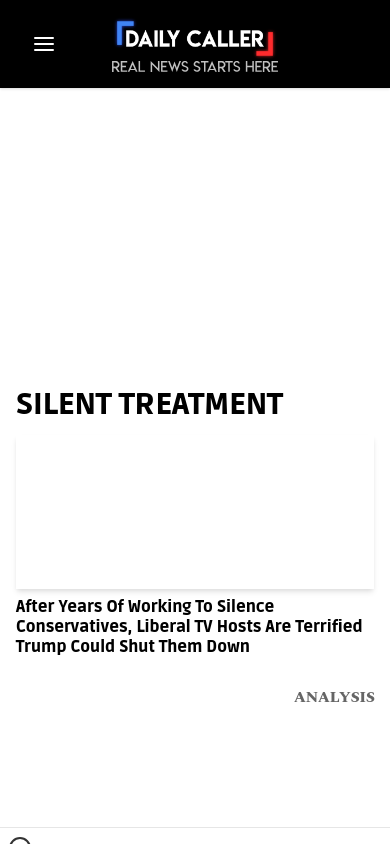 DAILY CALLER
REAL NEWS STARTS HERE
SILENT TREATMENT
After Years Of Working To Silence
Conservatives, Liberal TV Hosts Are Terrified
Trump Could Shut Them Down
ANALYSIS